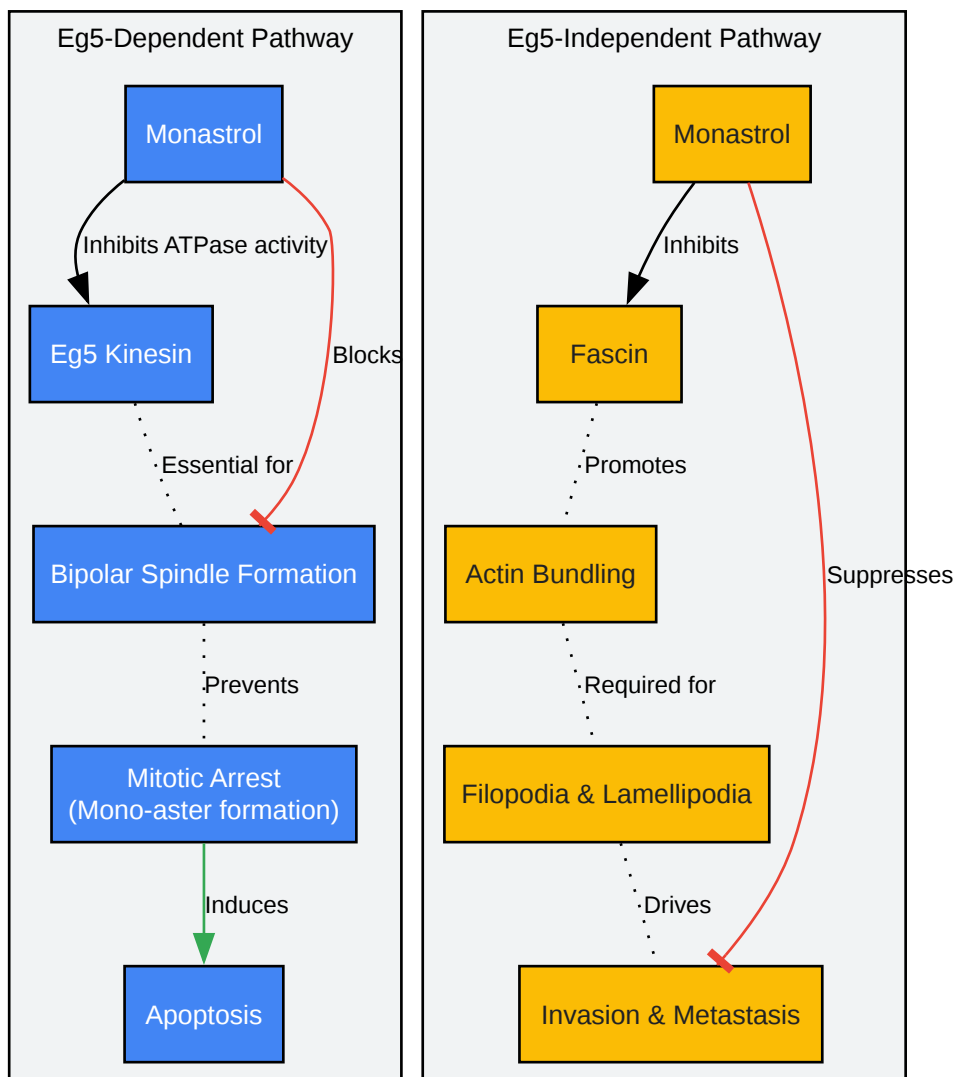 Eg5-Dependent Pathway
Monastrol
Inhibits ATPase activity
Eg5 Kinesin
Blocks
Essential for
Bipolar Spindle Formation
Prevents
Mitotic Arrest
(Mono-aster formation)
Induces
Apoptosis
Eg5-Independent Pathway
Monastrol
Inhibits
Fascin
Promotes
Actin Bundling
Suppresses
Required for
Filopodia & Lamellipodia
Drives
Invasion & Metastasis